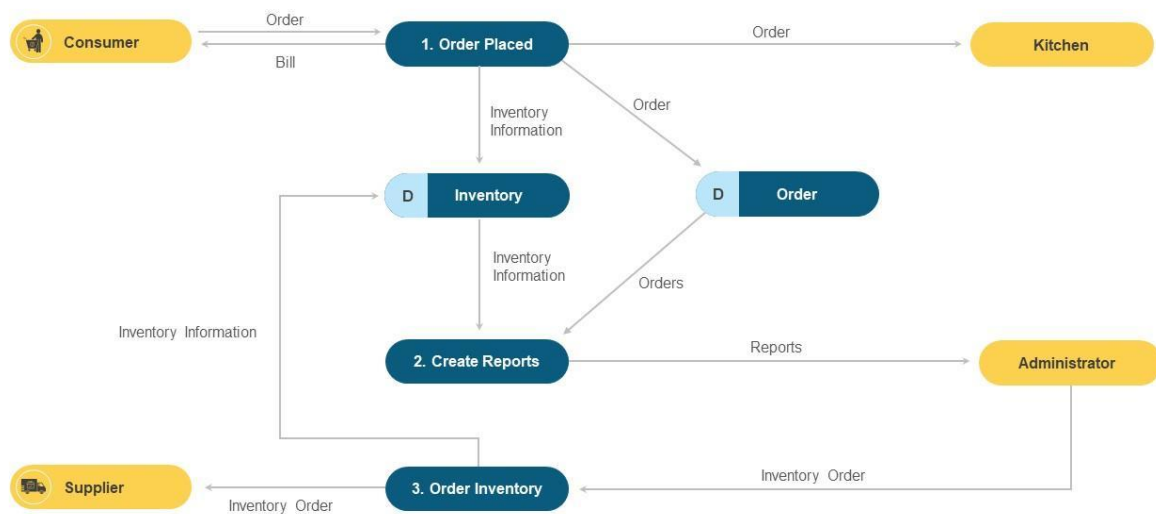 Order
Consumer
1. Order Placed
Order
Kitchen
Bill
Inventory
Information
Order
D
Inventory
D
Order
Inventory
Information
Orders
Inventory Information
2. Create Reports
Reports
Administrator
Supplier
3. Order Inventory
Inventory Order
Inventory Order